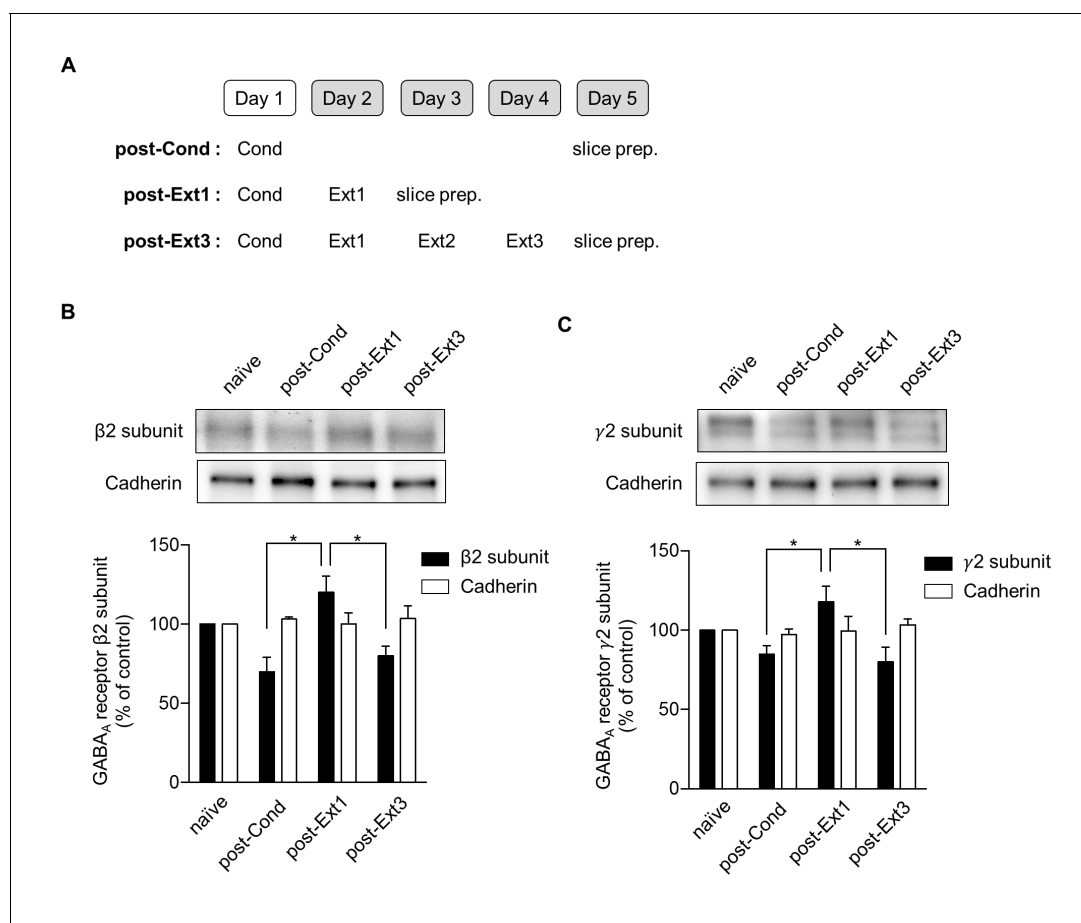 A
Day 1 Day 2 Day 3 Day 4 Day 5
post-Cond : Cond slice prep.
post-Ext1 : Cond Ext1 slice prep.
post-Ext3 : Cond Ext1 Ext2 Ext3 slice prep.
B
naïve post-Cond post-Ext1 post-Ext3
β2 subunit
Cadherin
GABAA receptor β2 subunit
(% of control)
150
100
50
0
* *
β2 subunit
Cadherin
naïve post-Cond post-Ext1 post-Ext3
C
naïve post-Cond post-Ext1 post-Ext3
γ2 subunit
Cadherin
GABAA receptor γ2 subunit
(% of control)
150
100
50
0
* *
γ2 subunit
Cadherin
naïve post-Cond post-Ext1 post-Ext3